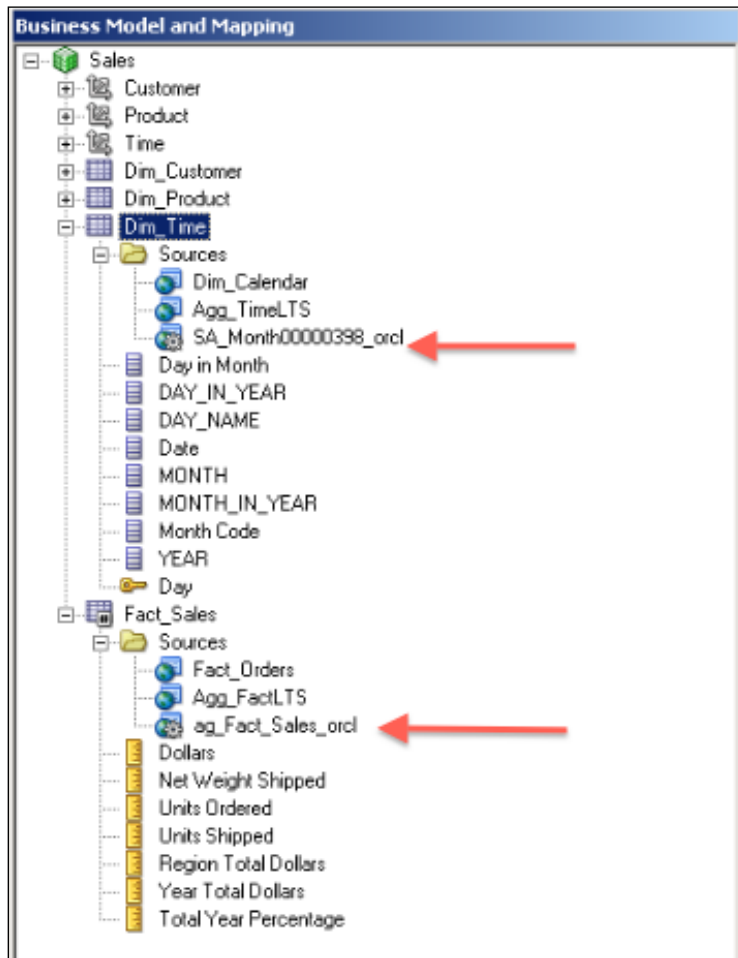 Business Model and Mapping
Sales
Customer
Product
Time
Dim_Customer
Dim_Product
Dim_Time
Sources
Dim_Calendar
Agg_TimeLTS
SA_Month00000398_orcl
Day in Month
DAY_IN_YEAR
DAY_NAME
Date
MONTH
MONTH_IN_YEAR
Month Code
YEAR
Day
Fact_Sales
Sources
Fact_Orders
Agg_FactLTS
ag_Fact_Sales_orcl
Dollars
Net Weight Shipped
Units Ordered
Units Shipped
Region Total Dollars
Year Total Dollars
Total Year Percentage